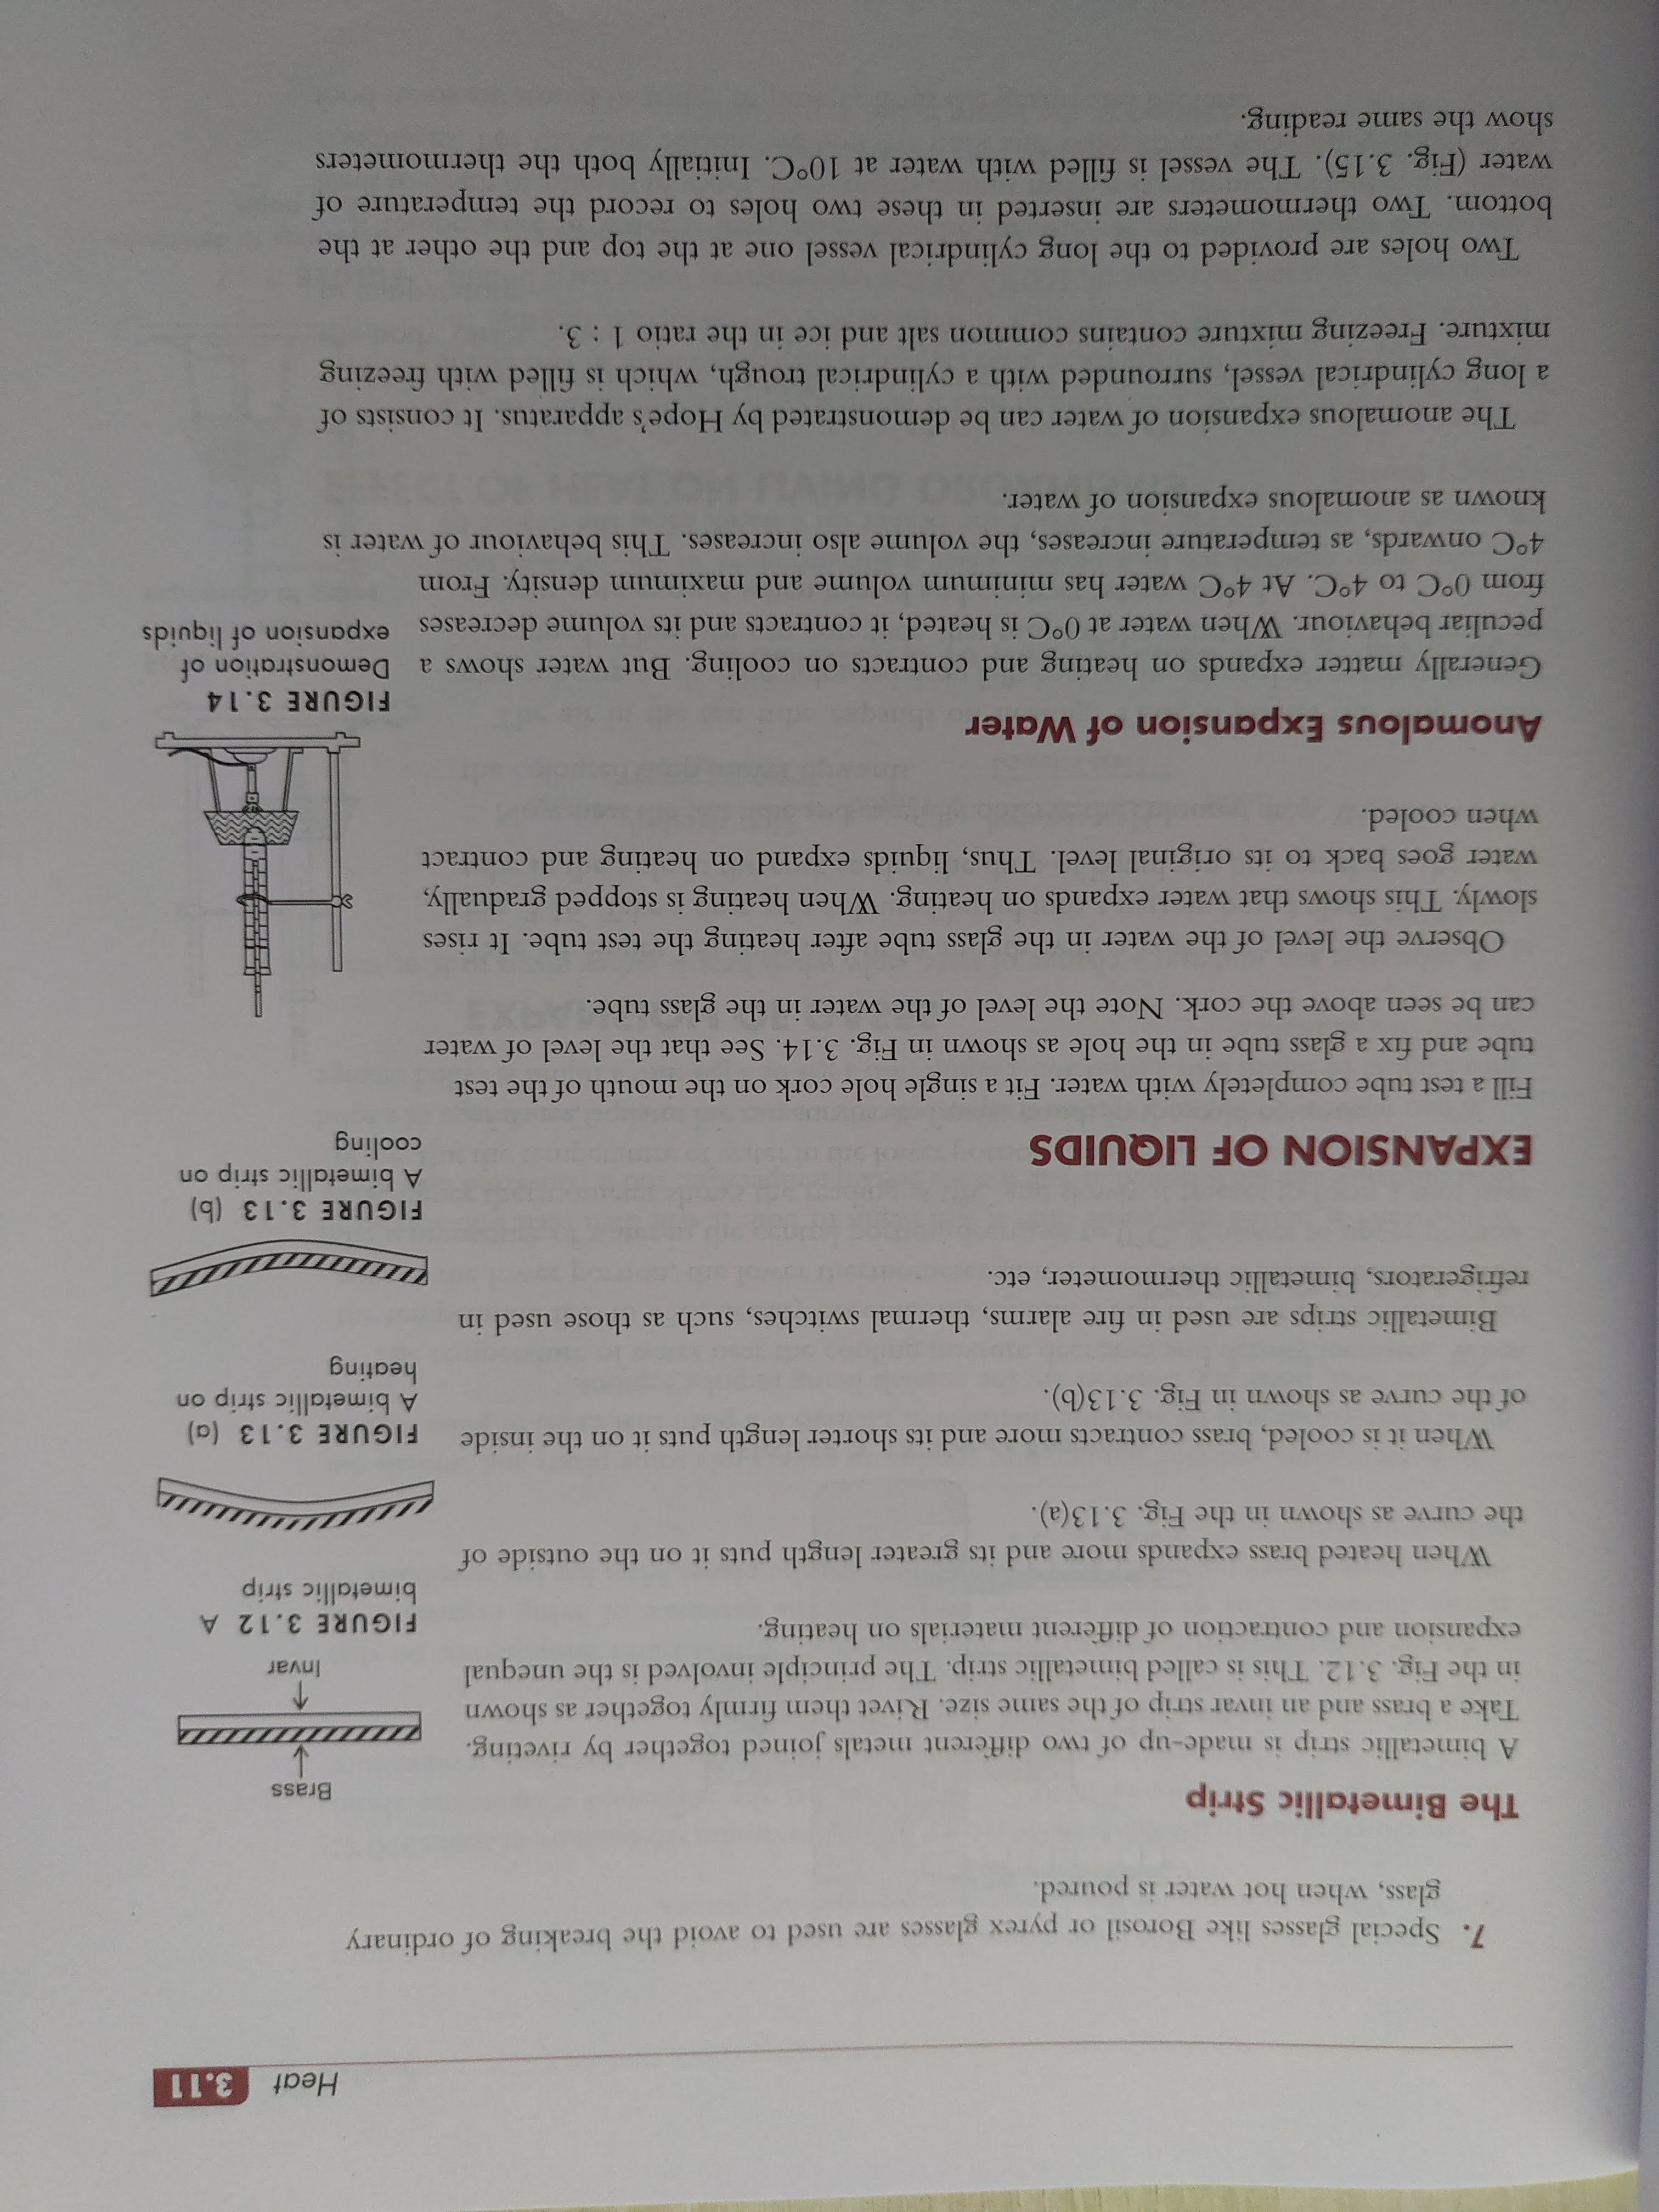 Heat 3.11
7. Special glasses like Borosil or pyrex glasses are used to avoid the breaking of ordinary
glass, when hot water is poured.
The Bimetallic Strip
A bimetallic strip is made-up of two different metals joined together by riveting.
Take a brass and an invar strip of the same size. Rivet them firmly together as shown
in the Fig. 3.12. This is called bimetallic strip. The principle involved is the unequal
expansion and contraction of different materials on heating.
When heated brass expands more and its greater length puts it on the outside of
the curve as shown in the Fig. 3.13(a).
When it is cooled, brass contracts more and its shorter length puts it on the inside
of the curve as shown in Fig. 3.13(b).
Bimetallic strips are used in fire alarms, thermal switches, such as those used in
refrigerators, bimetallic thermometer, etc.
Brass
Invar
FIGURE 3.12 A
bimetallic strip
FIGURE 3.13 (a)
A bimetallic strip on
heating
FIGURE 3.13 (b)
A bimetallic strip on
cooling
EXPANSION OF LIQUIDS
Fill a test tube completely with water. Fit a single hole cork on the mouth of the test
tube and fix a glass tube in the hole as shown in Fig. 3.14. See that the level of water
can be seen above the cork. Note the level of the water in the glass tube.
Observe the level of the water in the glass tube after heating the test tube. It rises
slowly. This shows that water expands on heating. When heating is stopped gradually,
water goes back to its original level. Thus, liquids expand on heating and contract
when cooled.
FIGURE 3.14
Demonstration of
expansion of liquids
Anomalous Expansion of Water
Generally matter expands on heating and contracts on cooling. But water shows a
peculiar behaviour. When water at 0°C is heated, it contracts and its volume decreases
from 0°C to 4°C. At 4°C water has minimum volume and maximum density. From
4°C onwards, as temperature increases, the volume also increases. This behaviour of water is
known as anomalous expansion of water.
The anomalous expansion of water can be demonstrated by Hope's apparatus. It consists of
a long cylindrical vessel, surrounded with a cylindrical trough, which is filled with freezing
mixture. Freezing mixture contains common salt and ice in the ratio 1 : 3.
Two holes are provided to the long cylindrical vessel one at the top and the other at the
bottom. Two thermometers are inserted in these two holes to record the temperature of
water (Fig. 3.15). The vessel is filled with water at 10°C. Initially both the thermometers
show the same reading.